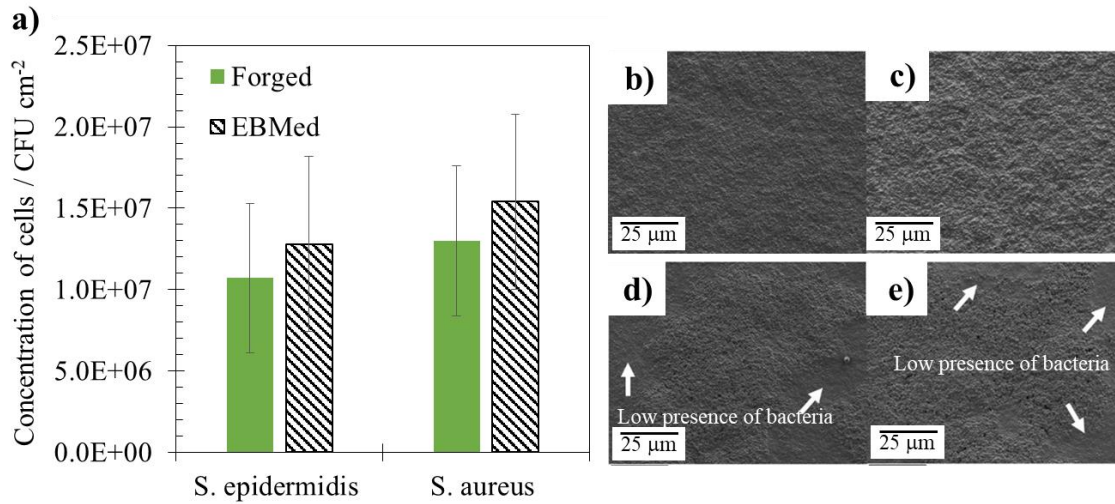 a)
Concentration of cells / CFU cm⁻²
2.5E+07
2.0E+07
1.5E+07
1.0E+07
5.0E+06
0.0E+00
Forged
EBMed
S. epidermidis
S. aureus
b)
25 µm
c)
25 µm
d)
Low presence of bacteria
25 µm
e)
Low presence of bacteria
25 µm